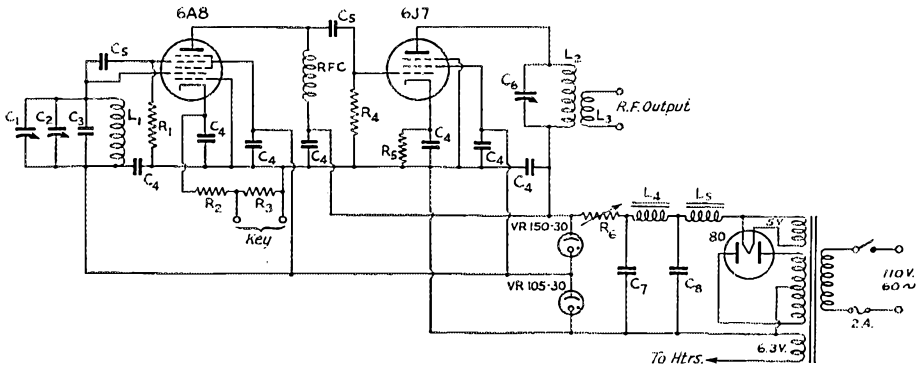 6A8
6J7
C5
C5
RFC
L2
C6
L3
R.F. Output
C1
C2
C3
L1
R1
C4
C4
C4
R4
R5
C4
C4
C4
C4
R2
R3
Key
L4
L5
VR 150-30
R6
5V.
80
VR 105-30
C7
C8
110V.
60~
2A.
6.3V.
To Htrs.